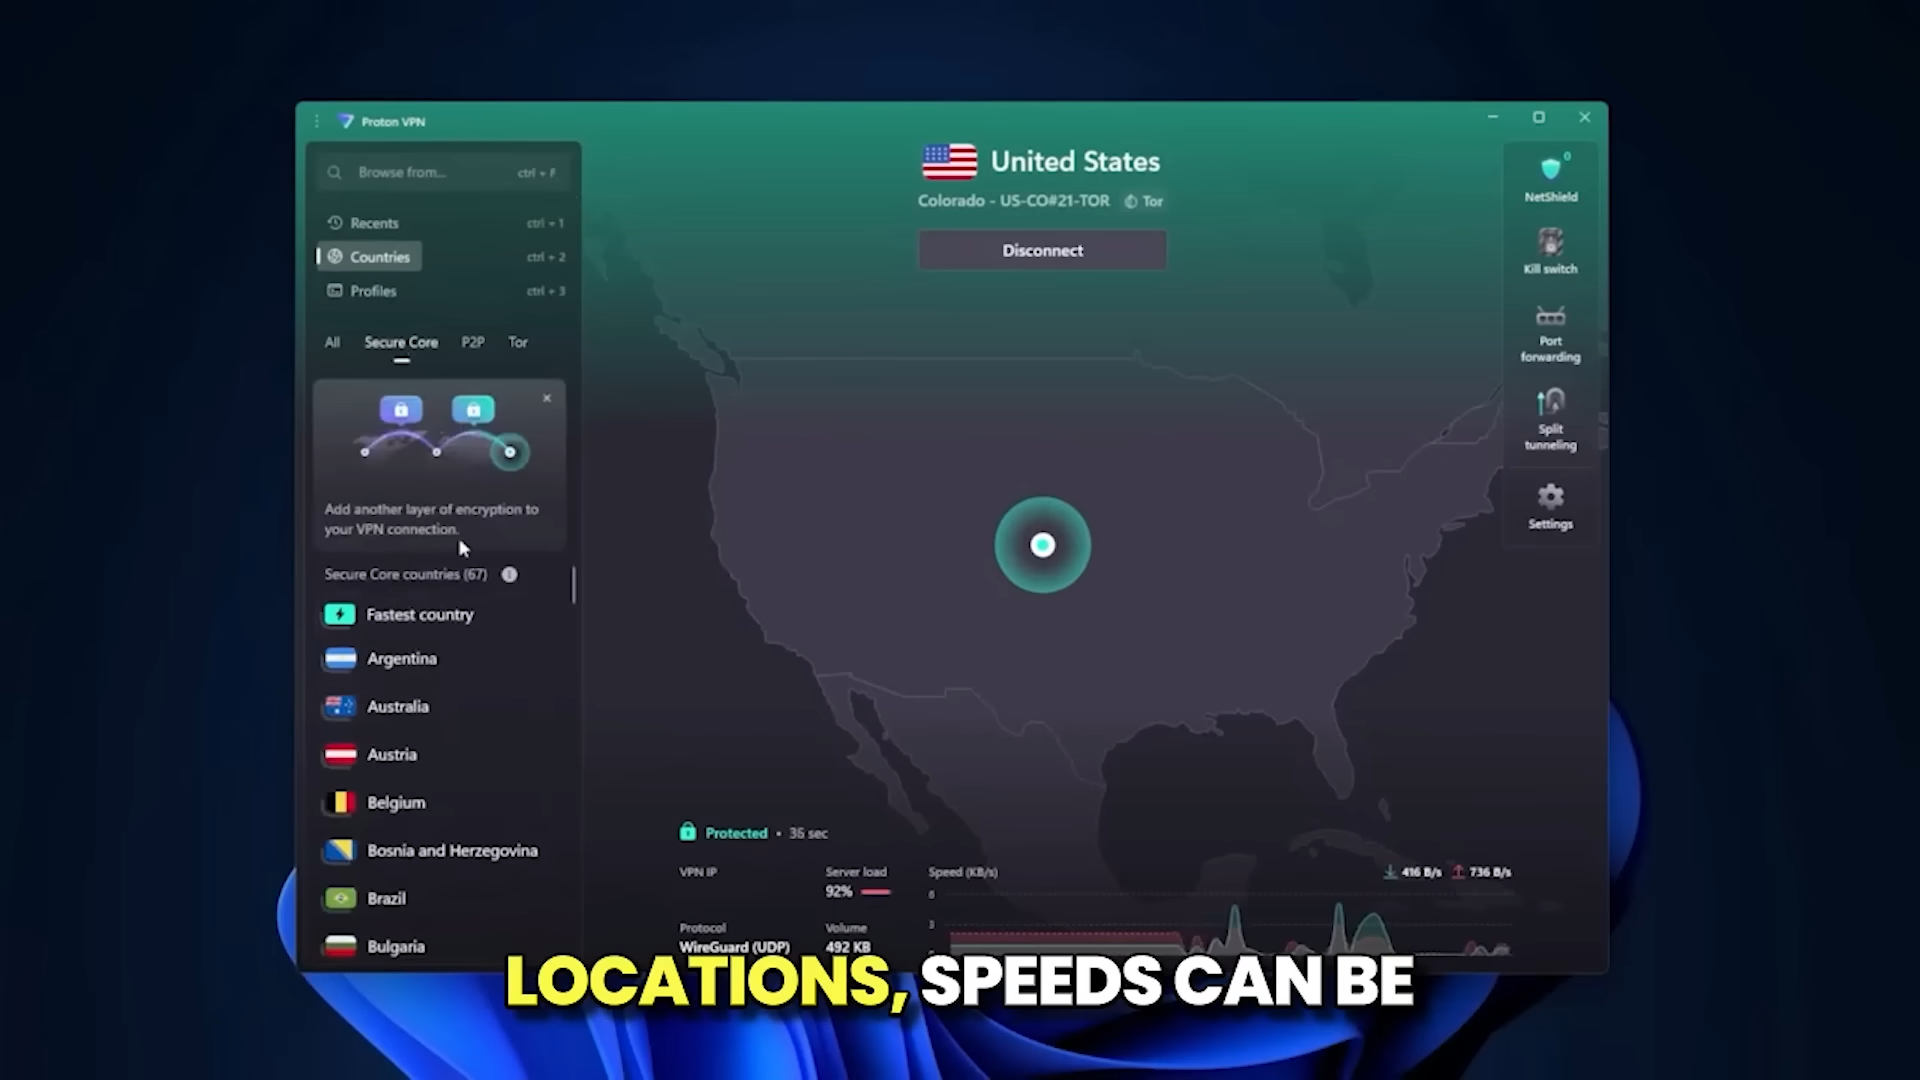 Proton VPN
Browse from...
ctrl + F
Recents
ctrl + 1
Countries
ctrl + 2
Profiles
ctrl + 3
All
Secure Core
P2P
Tor
Add another layer of encryption to
your VPN connection.
Secure Core countries (67)
Fastest country
Argentina
Australia
Austria
Belgium
Bosnia and Herzegovina
Brazil
Bulgaria
United States
Colorado - US-CO#21-TOR
Tor
Disconnect
0
NetShield
Kill switch
Port
forwarding
Split
tunneling
Settings
Protected • 36 sec
VPN IP
Server load
92%
Protocol
WireGuard (UDP)
Volume
492 KB
Speed (KB/s)
416 B/s
736 B/s
6
3
LOCATIONS, SPEEDS CAN BE